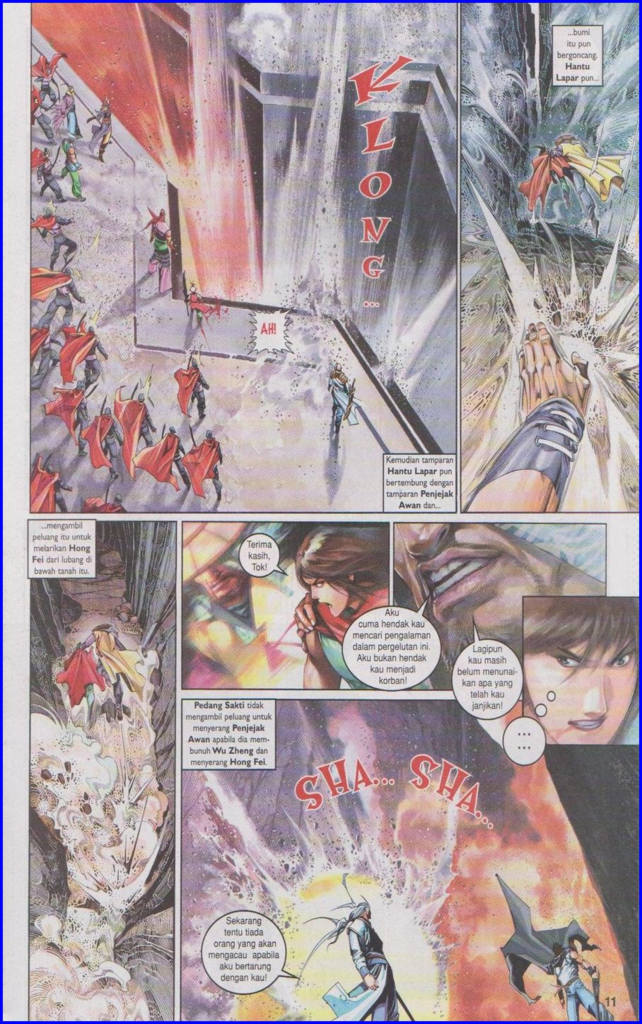 KLONG...
AH!
Kemudian tamparan
Hantu Lapar pun
bertembung dengan
tamparan Penjejak
Awan dan...
...bumi
itu pun
bergoncang.
Hantu
Lapar pun...
...mengambil
peluang itu untuk
melarikan Hong
Fei dari lubang di
bawah tanah itu.
Terima
kasih,
Tok!
Aku
cuma hendak kau
mencari pengalaman
dalam pergelutan ini.
Aku bukan hendak
kau menjadi
korban!
Lagipun
kau masih
belum menunai-
kan apa yang
telah kau
janjikan!
...
...
Pedang Sakti tidak
mengambil peluang untuk
menyerang Penjejak
Awan apabila dia mem-
bunuh Wu Zheng dan
menyerang Hong Fei.
SHA... SHA...
Sekarang
tentu tiada
orang yang akan
mengacau apabila
aku bertarung
dengan kau!
11